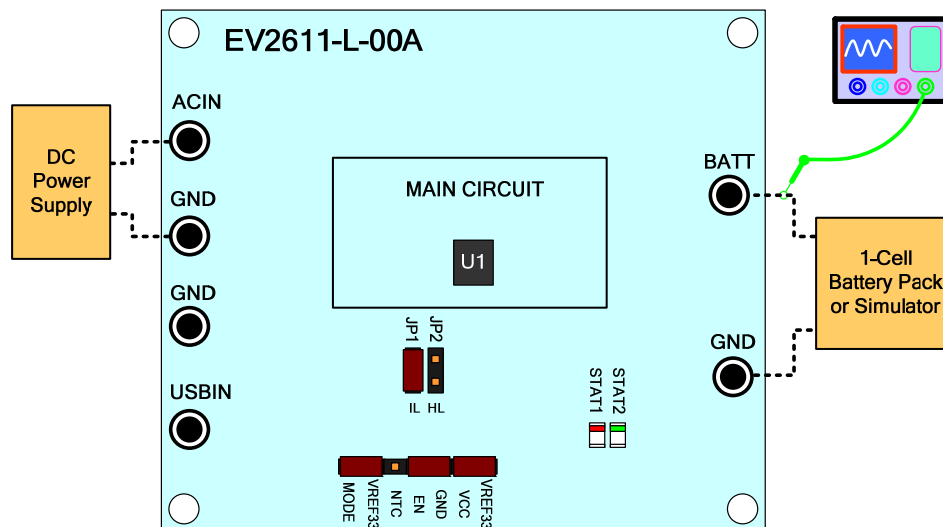 EV2611-L-00A
ACIN
DC
Power
Supply
GND
GND
USBIN
MAIN CIRCUIT
U1
BATT
1-Cell
Battery Pack
or Simulator
GND
JP1
JP2
IL
HL
STAT1
STAT2
MODE
VREF33
NTC
EN
GND
VCC
VREF33